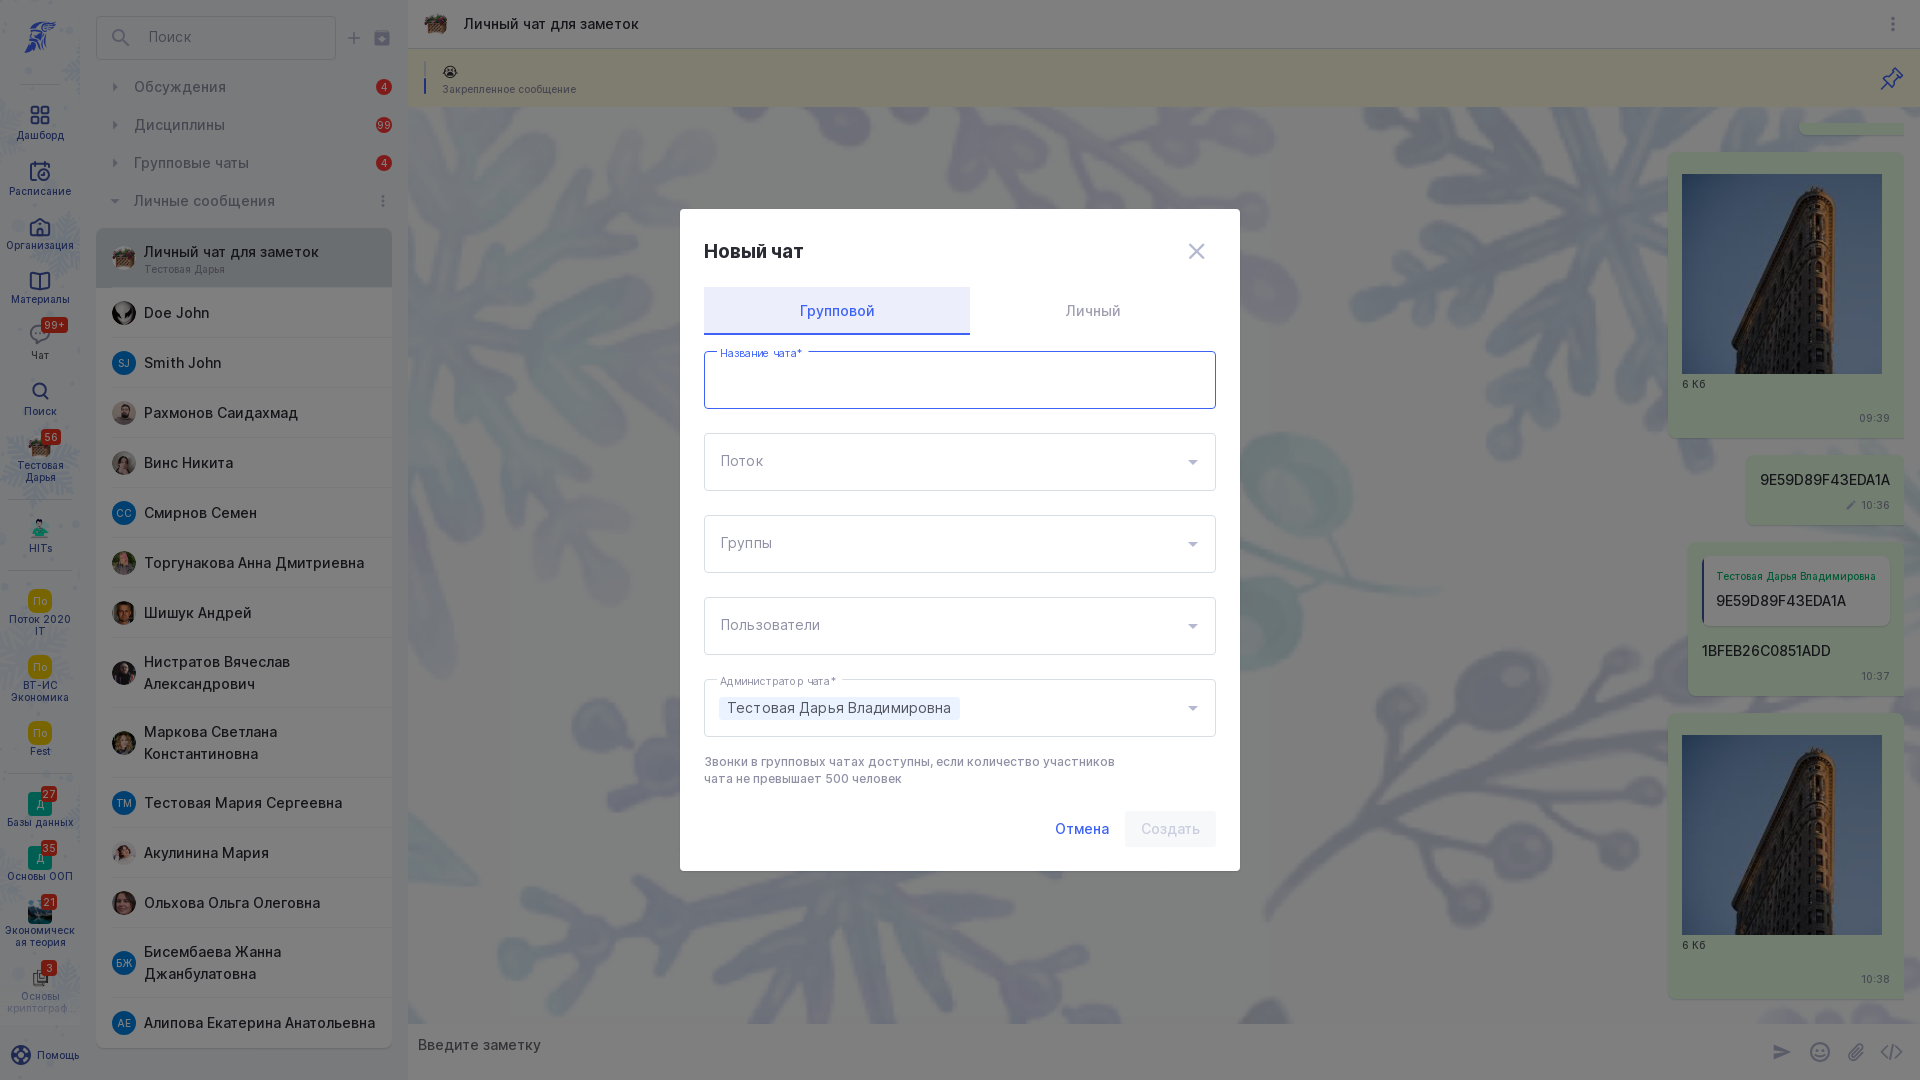 Дашборд
Расписание
Организация
Материалы
99+
Чат
Поиск
56
Тестовая
Дарья
HITs
По
Поток 2020
IT
По
ВТ-ИС
Экономика
По
Fest
27
Д
Базы данных
35
Д
Основы ООП
21
Экономическ
ая теория
3
Основы
криптограф...
Помощь
Поиск
Обсуждения
4
Дисциплины
99
Групповые чаты
4
Личные сообщения
Личный чат для заметок
Тестовая Дарья
Doe John
SJ
Smith John
Рахмонов Саидахмад
Винс Никита
СС
Смирнов Семен
Торгунакова Анна Дмитриевна
Шишук Андрей
Нистратов Вячеслав
Александрович
Маркова Светлана
Константиновна
ТМ
Тестовая Мария Сергеевна
Акулинина Мария
Ольхова Ольга Олеговна
БЖ
Бисембаева Жанна
Джанбулатовна
АЕ
Алипова Екатерина Анатольевна
Личный чат для заметок
Закрепленное сообщение
6 Кб
09:39
9E59D89F43EDA1A
10:36
Тестовая Дарья Владимировна
9E59D89F43EDA1A
1BFEB26C0851ADD
10:37
6 Кб
10:38
Введите заметку
Новый чат
Групповой
Личный
Название чата*
Поток
Группы
Пользователи
Администратор чата*
Тестовая Дарья Владимировна
Звонки в групповых чатах доступны, если количество участников
чата не превышает 500 человек
Отмена
Создать